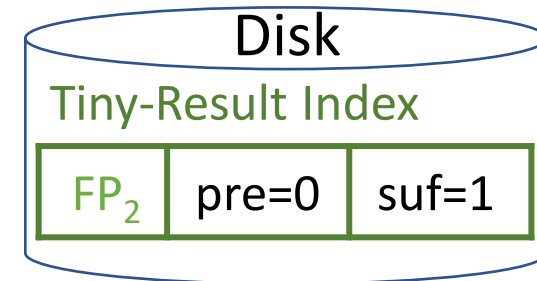 Disk
Tiny-Result Index
FP₂ pre=0 suf=1